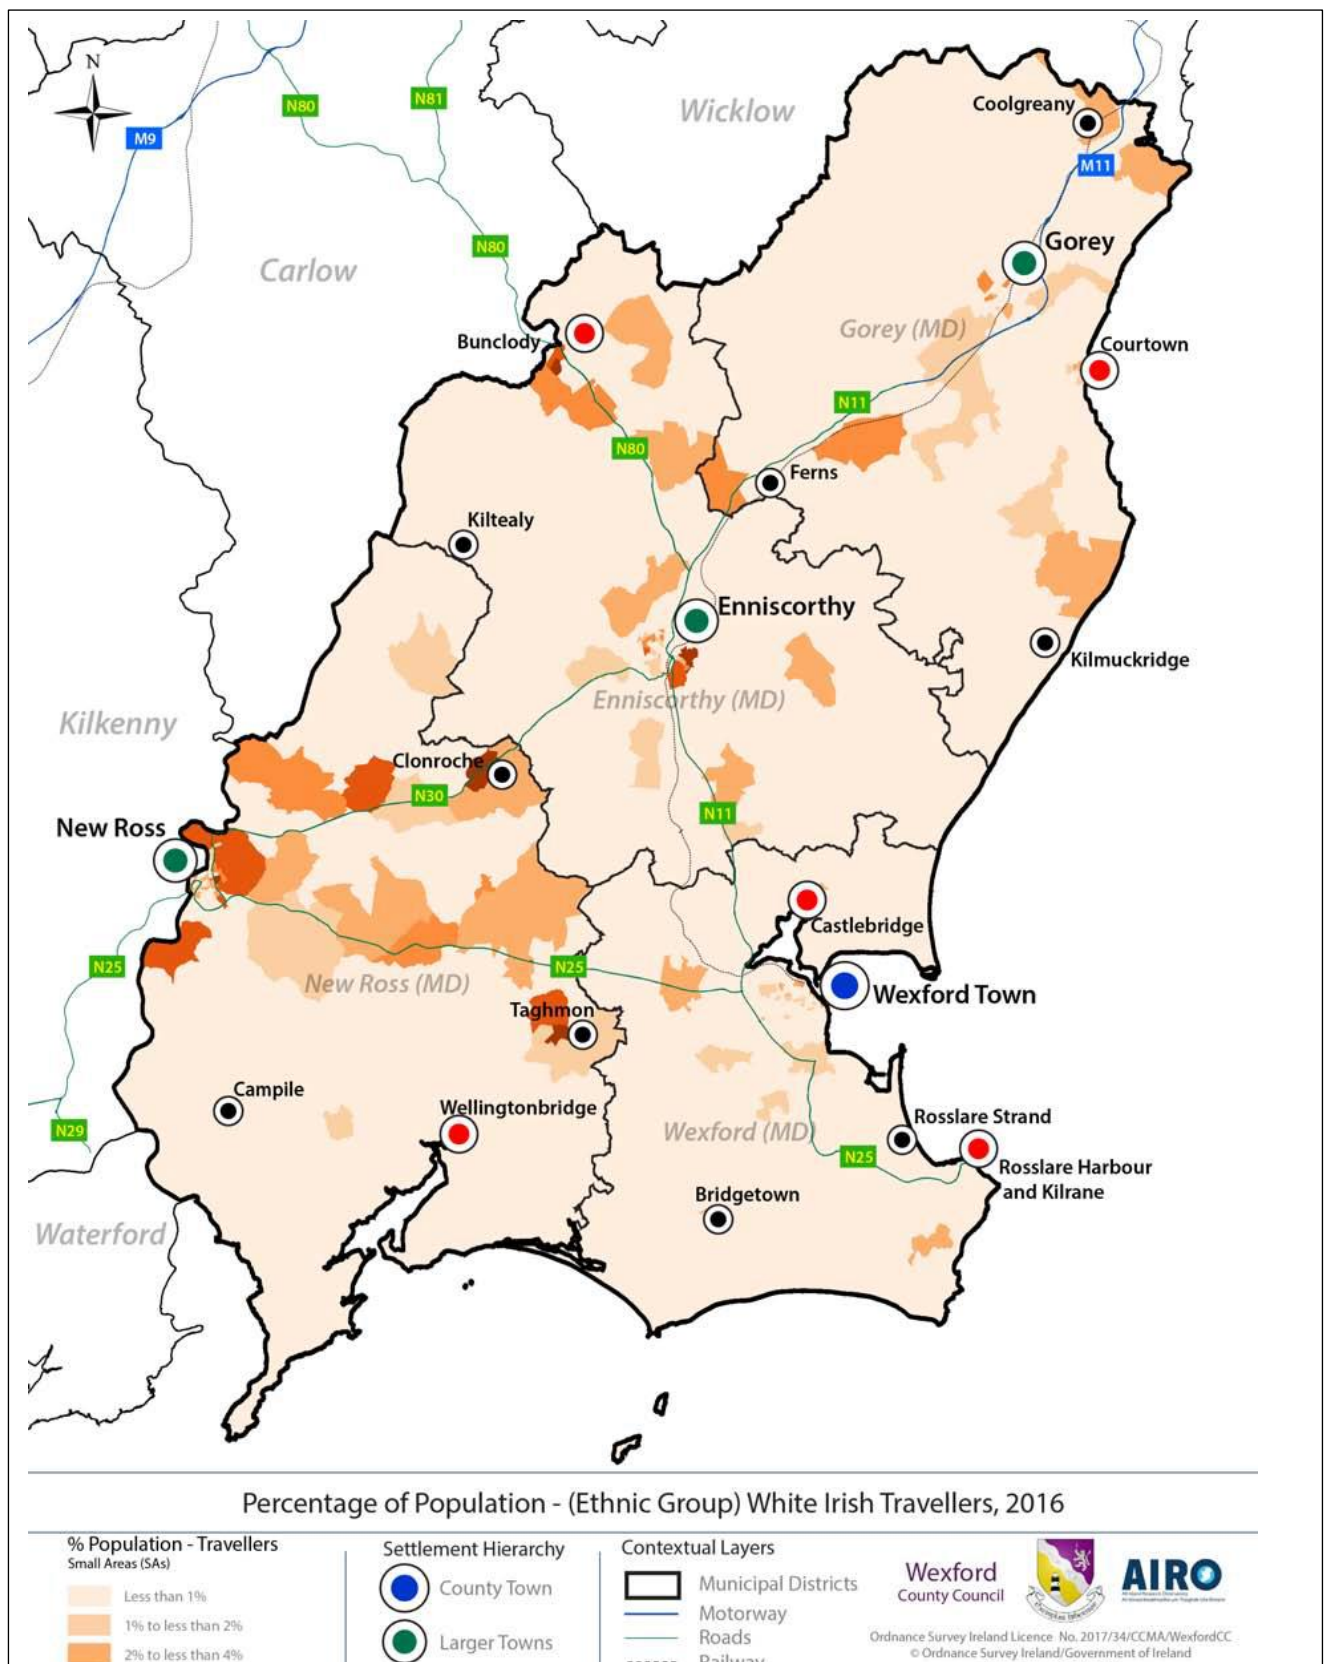 N
Wicklow
Coolgreany
N80
N81
M9
M11
Gorey
N80
Carlow
Gorey (MD)
Bunclody
Courtown
N11
N80
Ferns
Kiltealy
Enniscorthy
Kilmuckridge
Enniscorthy (MD)
Kilkenny
Clonroche
N30
N11
New Ross
Castlebridge
N25
N25
New Ross (MD)
Wexford Town
Taghmon
Campile
Wellingtonbridge
Rosslare Strand
N29
Wexford (MD)
N25
Rosslare Harbour
and Kilrane
Bridgetown
Waterford
Percentage of Population - (Ethnic Group) White Irish Travellers, 2016
% Population - Travellers
Small Areas (SAs)
Less than 1%
1% to less than 2%
2% to less than 4%
Settlement Hierarchy
County Town
Larger Towns
Contextual Layers
Municipal Districts
Motorway
Roads
Railway
Wexford
County Council
AIRO
Ordnance Survey Ireland Licence No. 2017/34/CCMA/WexfordCC
© Ordnance Survey Ireland/Government of Ireland